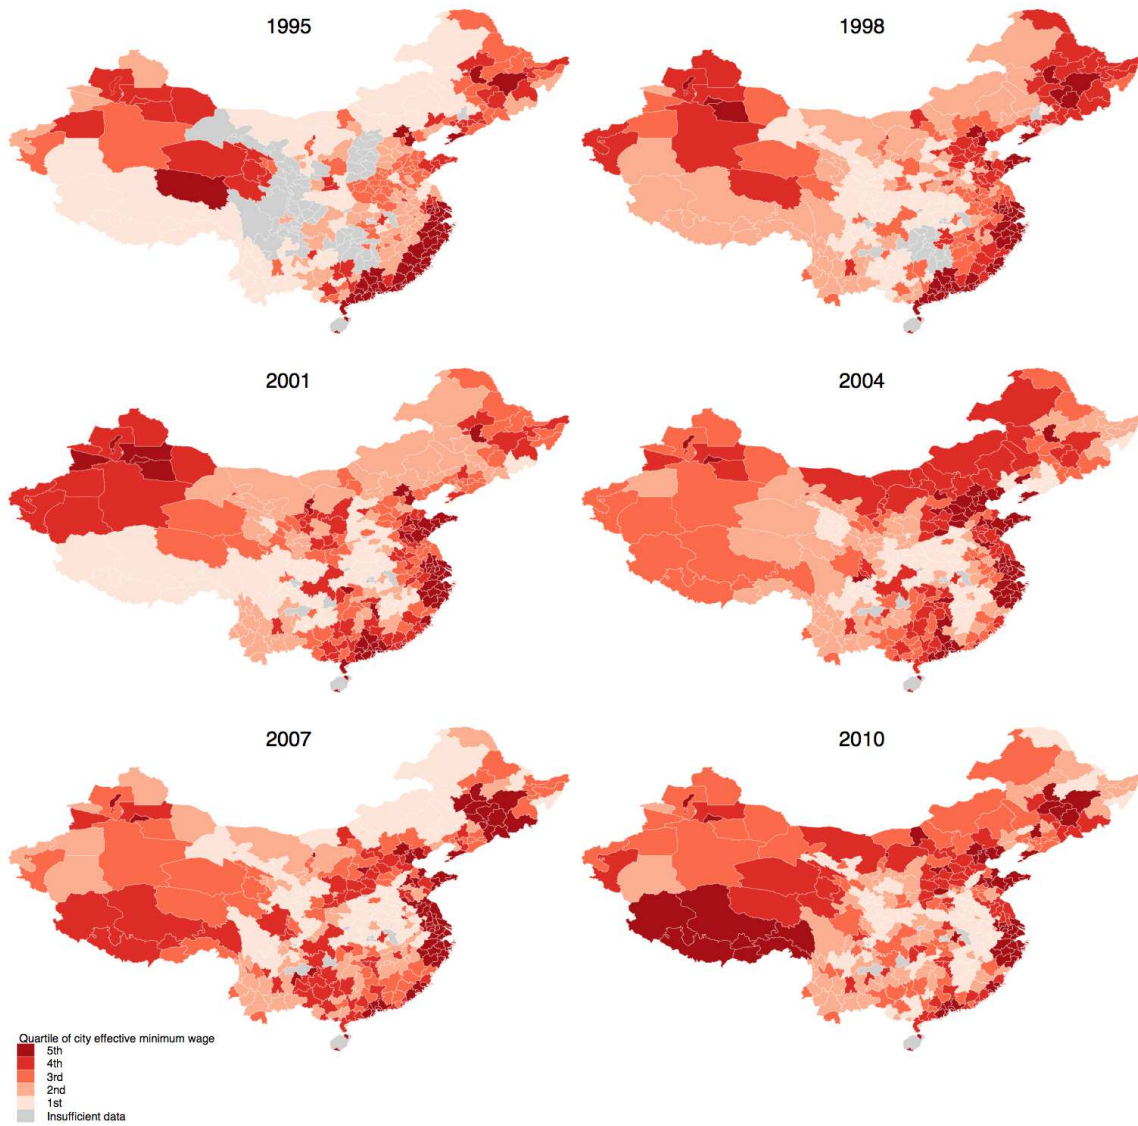 1995
1998
2001
2004
2007
2010
Quartile of city effective minimum wage
5th
4th
3rd
2nd
1st
Insufficient data